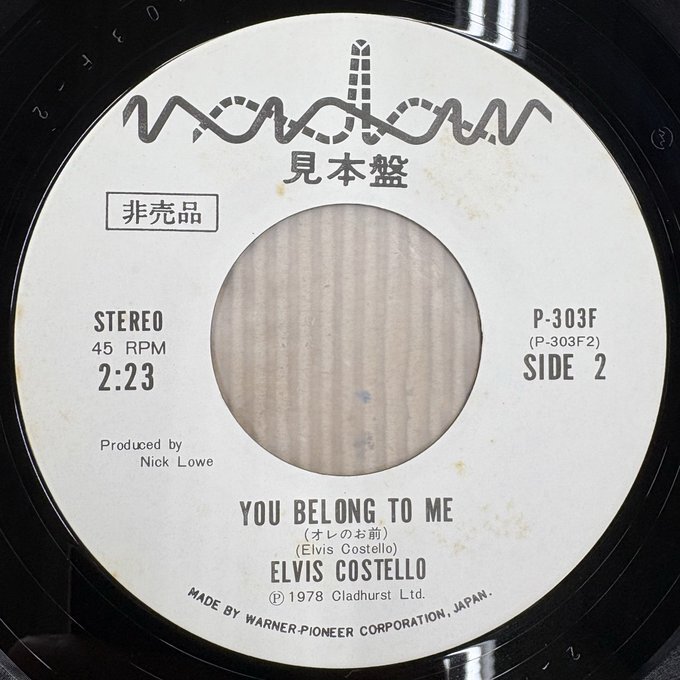 見本盤
非売品
STEREO
45 RPM
2:23
P-303F
(P-303F2)
SIDE 2
Produced by
Nick Lowe
YOU BELONG TO ME
(オレのお前)
(Elvis Costello)
ELVIS COSTELLO
Ⓟ 1978 Cladhurst Ltd.
MADE BY WARNER-PIONEER CORPORATION, JAPAN.